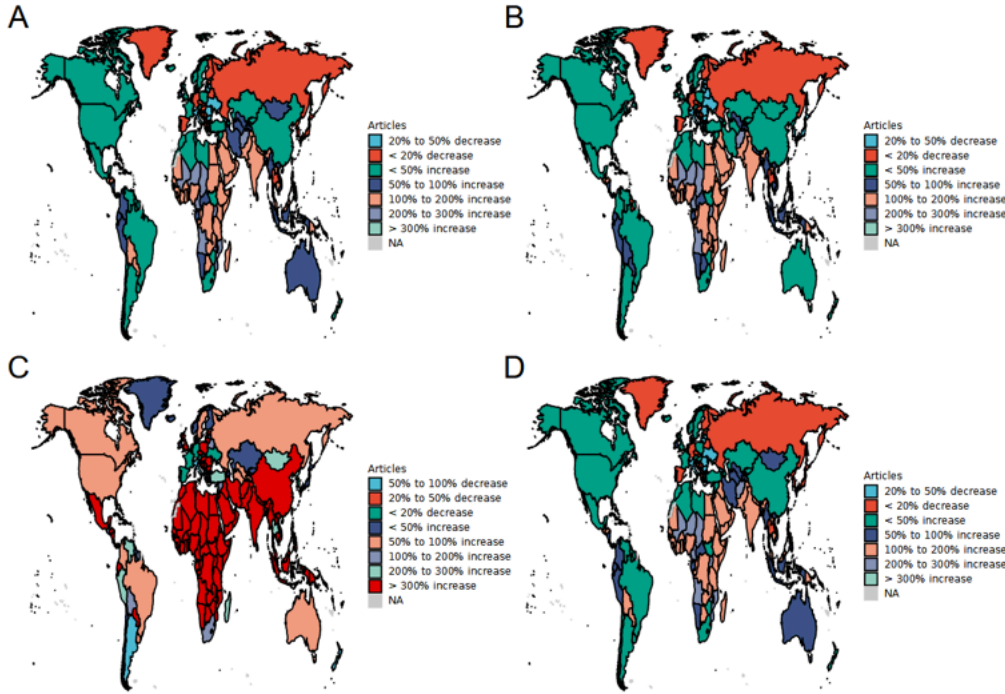 A
Articles
20% to 50% decrease
< 20% decrease
< 50% increase
50% to 100% increase
100% to 200% increase
200% to 300% increase
> 300% increase
NA
B
Articles
20% to 50% decrease
< 20% decrease
< 50% increase
50% to 100% increase
100% to 200% increase
200% to 300% increase
> 300% increase
NA
C
Articles
50% to 100% decrease
20% to 50% decrease
< 20% decrease
< 50% increase
50% to 100% increase
100% to 200% increase
200% to 300% increase
> 300% increase
NA
D
Articles
20% to 50% decrease
< 20% decrease
< 50% increase
50% to 100% increase
100% to 200% increase
200% to 300% increase
> 300% increase
NA